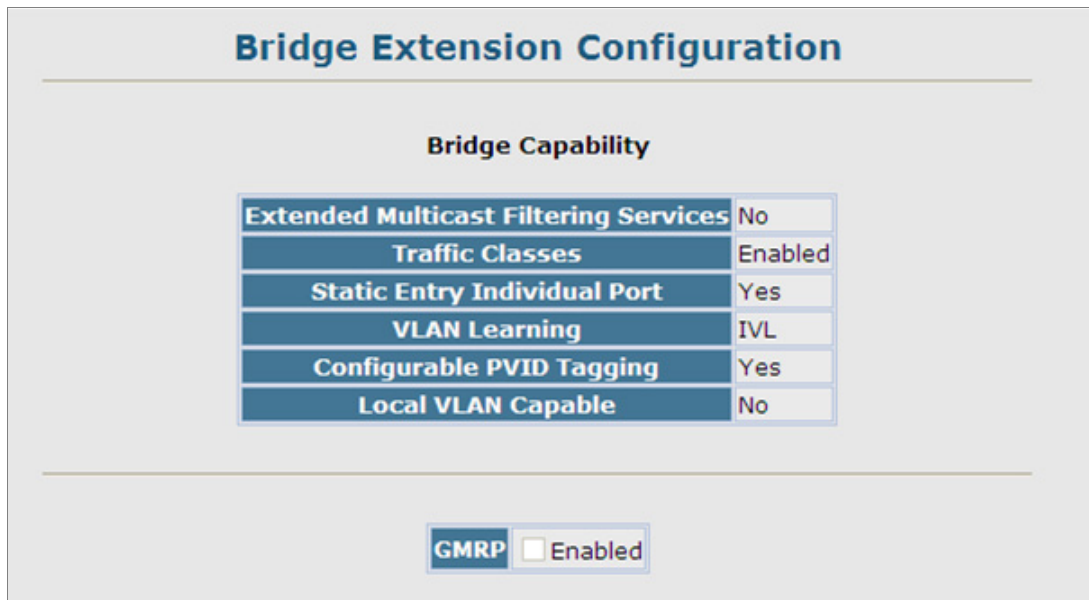 Bridge Extension Configuration
Bridge Capability
Extended Multicast Filtering Services No
Traffic Classes Enabled
Static Entry Individual Port Yes
VLAN Learning IVL
Configurable PVID Tagging Yes
Local VLAN Capable No
GMRP Enabled